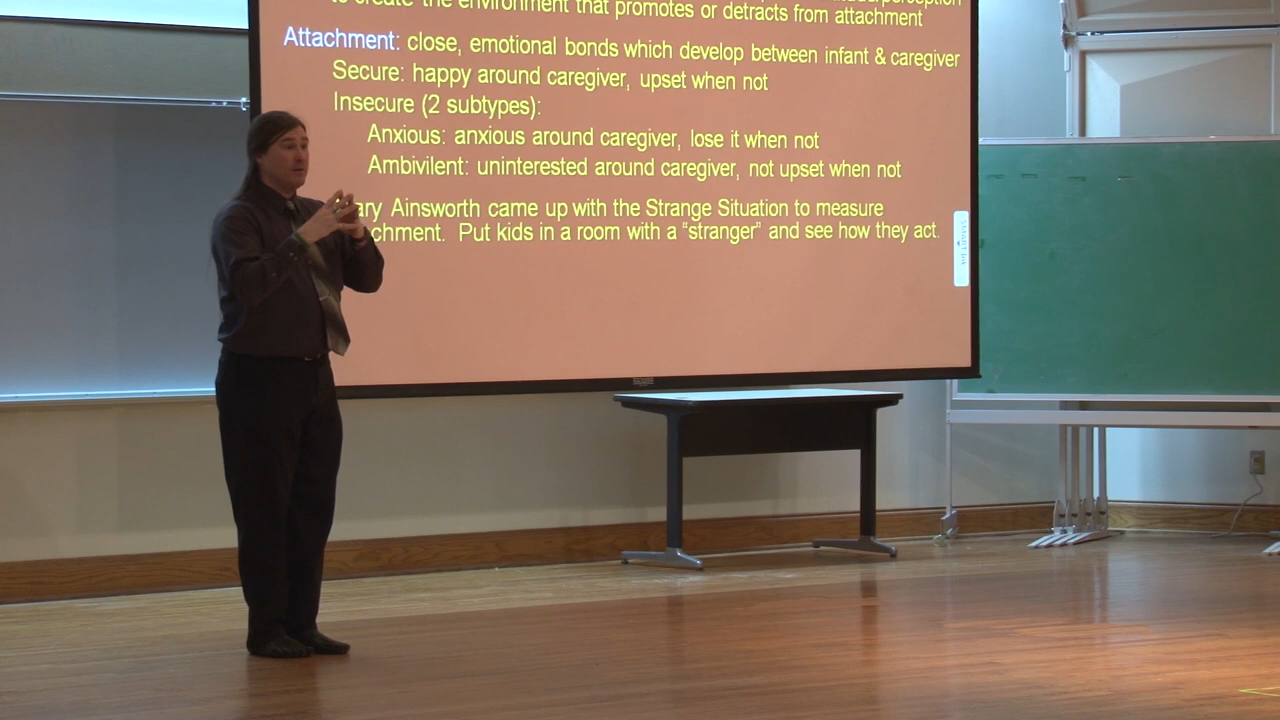 to create the environment that promotes or detracts from attachment
Attachment: close, emotional bonds which develop between infant & caregiver
Secure: happy around caregiver, upset when not
Insecure (2 subtypes):
Anxious: anxious around caregiver, lose it when not
Ambivilent: uninterested around caregiver, not upset when not
ary Ainsworth came up with the Strange Situation to measure
chment. Put kids in a room with a “stranger” and see how they act.